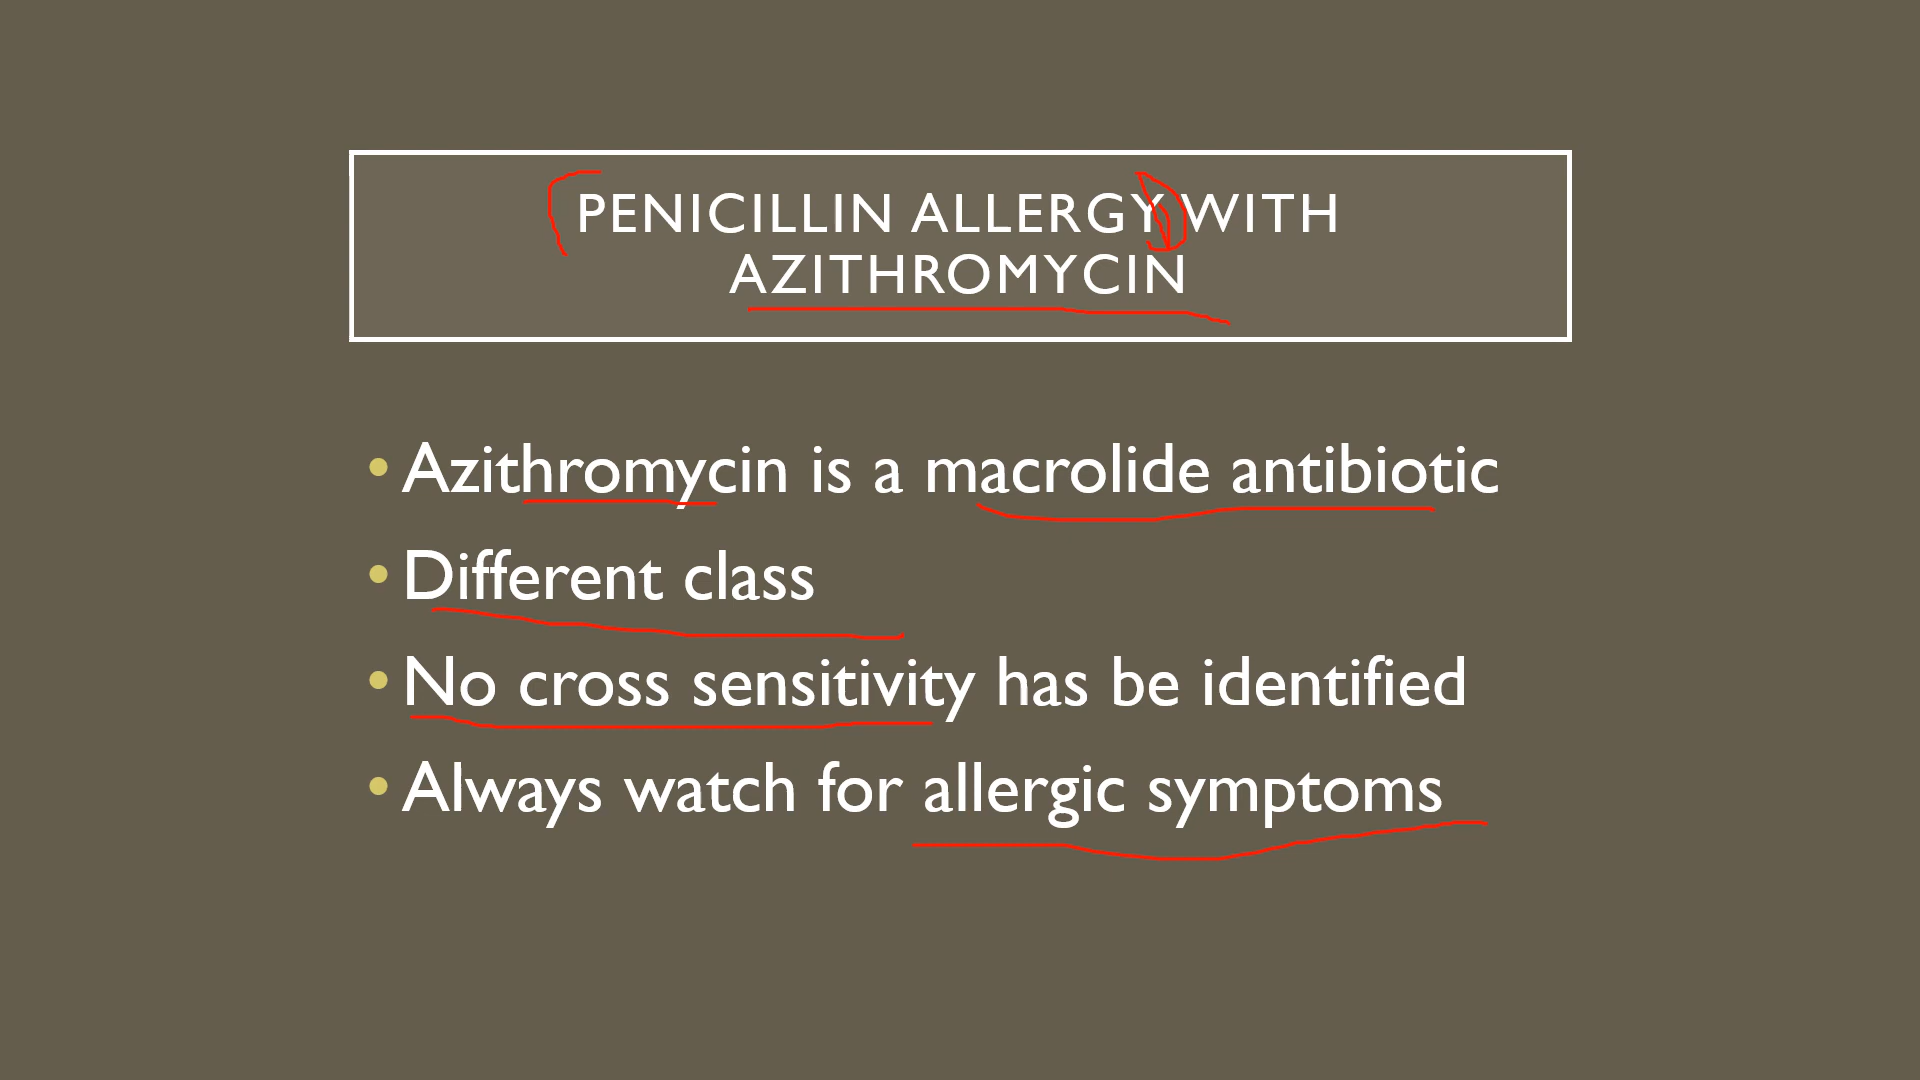 PENICILLIN ALLERGY WITH
AZITHROMYCIN
• Azithromycin is a macrolide antibiotic
• Different class
• No cross sensitivity has be identified
• Always watch for allergic symptoms